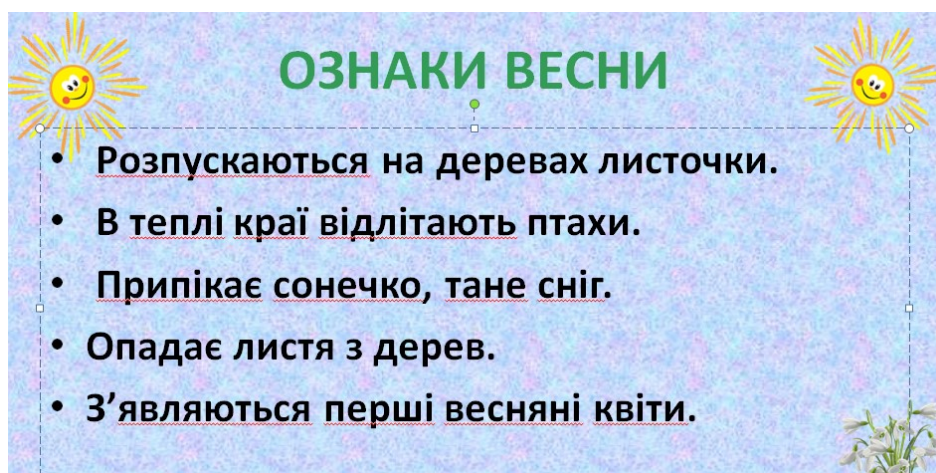 ОЗНАКИ ВЕСНИ
• Розпускаються на деревах листочки.
• В теплі краї відлітають птахи.
• Припікає сонечко, тане сніг.
• Опадає листя з дерев.
• З’являються перші весняні квіти.